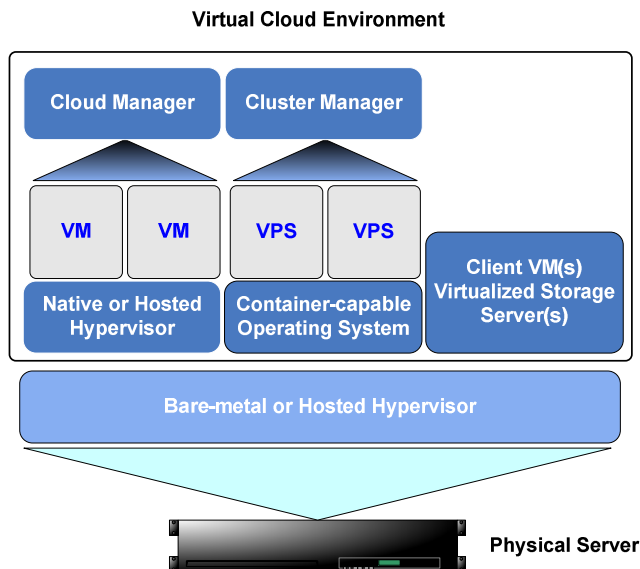 Virtual Cloud Environment
Cloud Manager
Cluster Manager
VM
VM
VPS
VPS
Native or Hosted
Hypervisor
Container-capable
Operating System
Client VM(s)
Virtualized Storage
Server(s)
Bare-metal or Hosted Hypervisor
Physical Server